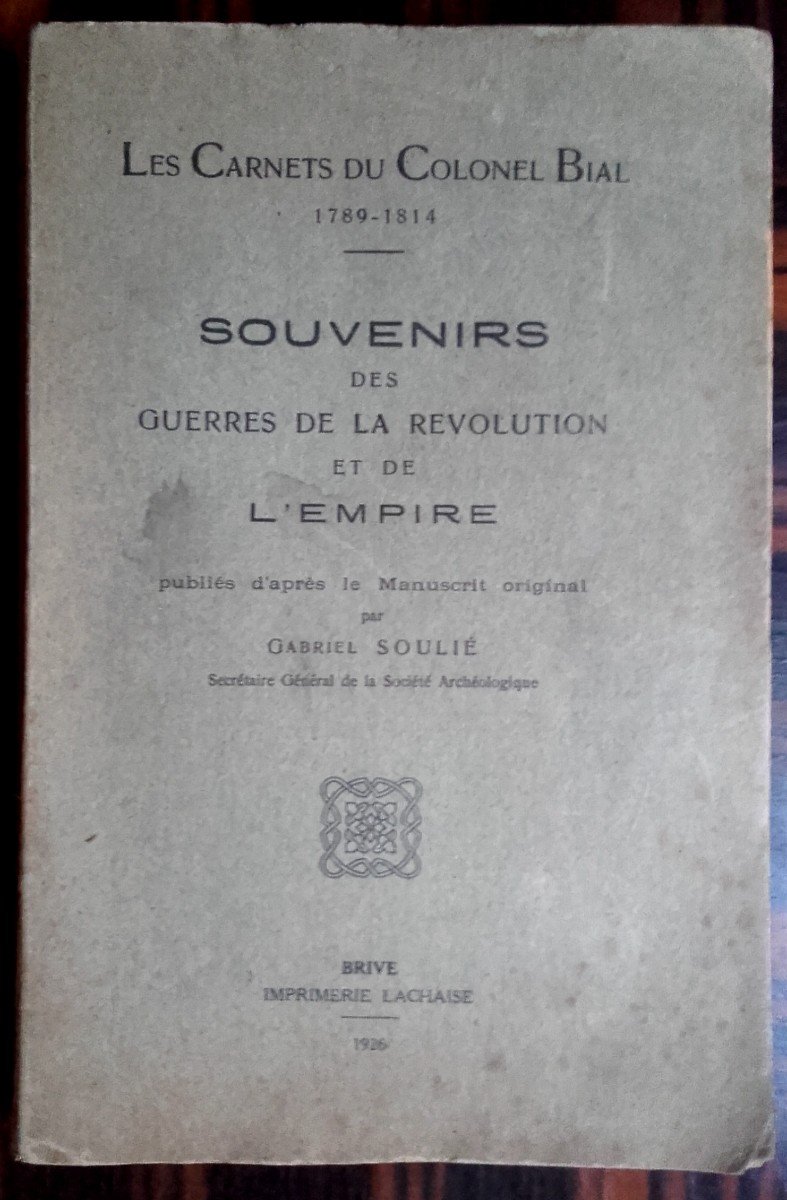 LES CARNETS DU COLONEL BIAL
1789-1814
SOUVENIRS
DES
GUERRES DE LA REVOLUTION
ET DE
L'EMPIRE
publiés d'après le Manuscrit original
par
GABRIEL SOULIÉ
Secrétaire Général de la Société Archéologique
BRIVE
IMPRIMERIE LACHAISE
1926